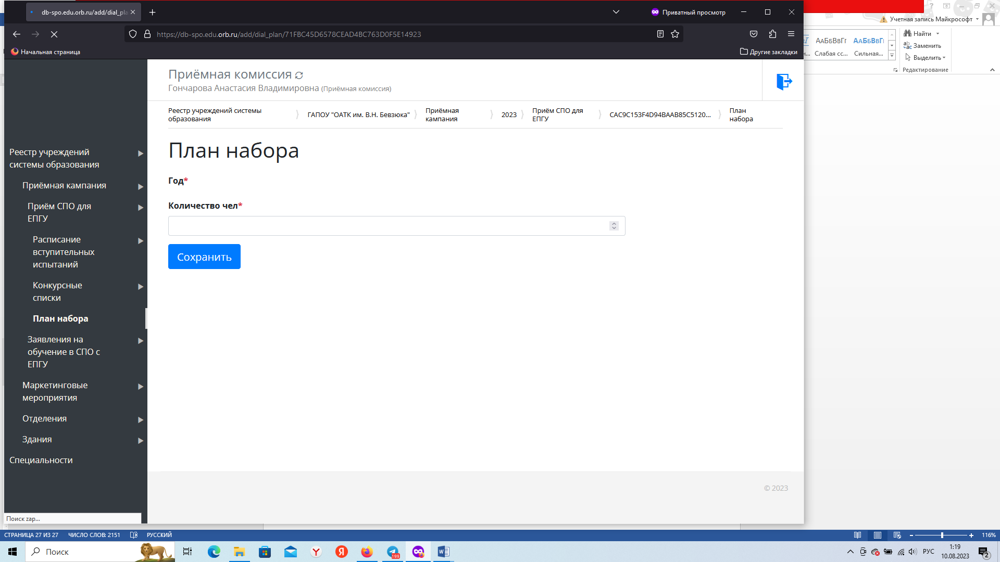 db-spo.edu.orb.ru/add/dial_pla
Приватный просмотр
https://db-spo.edu.orb.ru/add/dial_plan/71FBC45D6578CEAD4BC763D0F5E14923
Начальная страница
Другие закладки
Учетная запись Майкрософт
Найти
Заменить
Выделить
Редактирование
АаБбВвГг АаБбВвГг
Слабая сс... Сильная...
Приёмная комиссия
Гончарова Анастасия Владимировна (Приёмная комиссия)
Реестр учреждений системы
образования
ГАПОУ "ОАТК им. В.Н. Бевзюка"
Приёмная
кампания
2023
Приём СПО для
ЕПГУ
CAC9C153F4D94BAAB85C5120...
План
набора
Реестр учреждений
системы образования
Приёмная кампания
Приём СПО для
ЕПГУ
Расписание
вступительных
испытаний
Конкурсные
списки
План набора
Заявления на
обучение в СПО с
ЕПГУ
Маркетинговые
мероприятия
Отделения
Здания
Специальности
План набора
Год*
Количество чел*
Сохранить
© 2023
Поиск zap...
СТРАНИЦА 27 ИЗ 27 ЧИСЛО СЛОВ: 2151 РУССКИЙ
116%
Поиск
199
РУС
1:19
10.08.2023
2